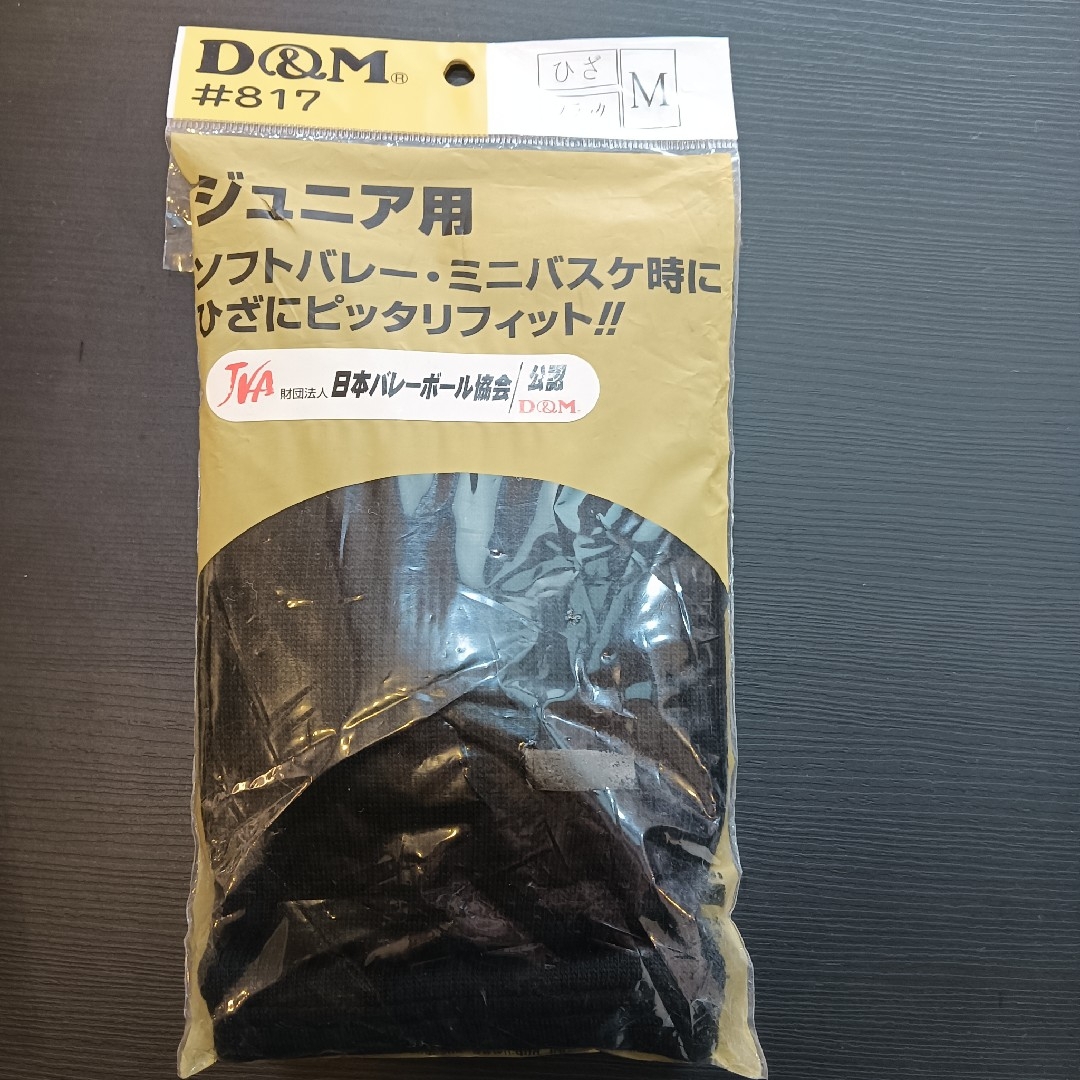 D&M®
#817
ひざ
M
ジュニア用
ソフトバレー・ミニバスケ時に
ひざにピッタリフィット!!
JVA 財団法人 日本バレーボール協会/公認
D&M